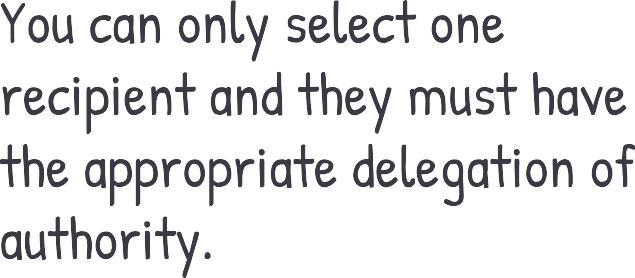 You can only select one
recipient and they must have
the appropriate delegation of
authority.